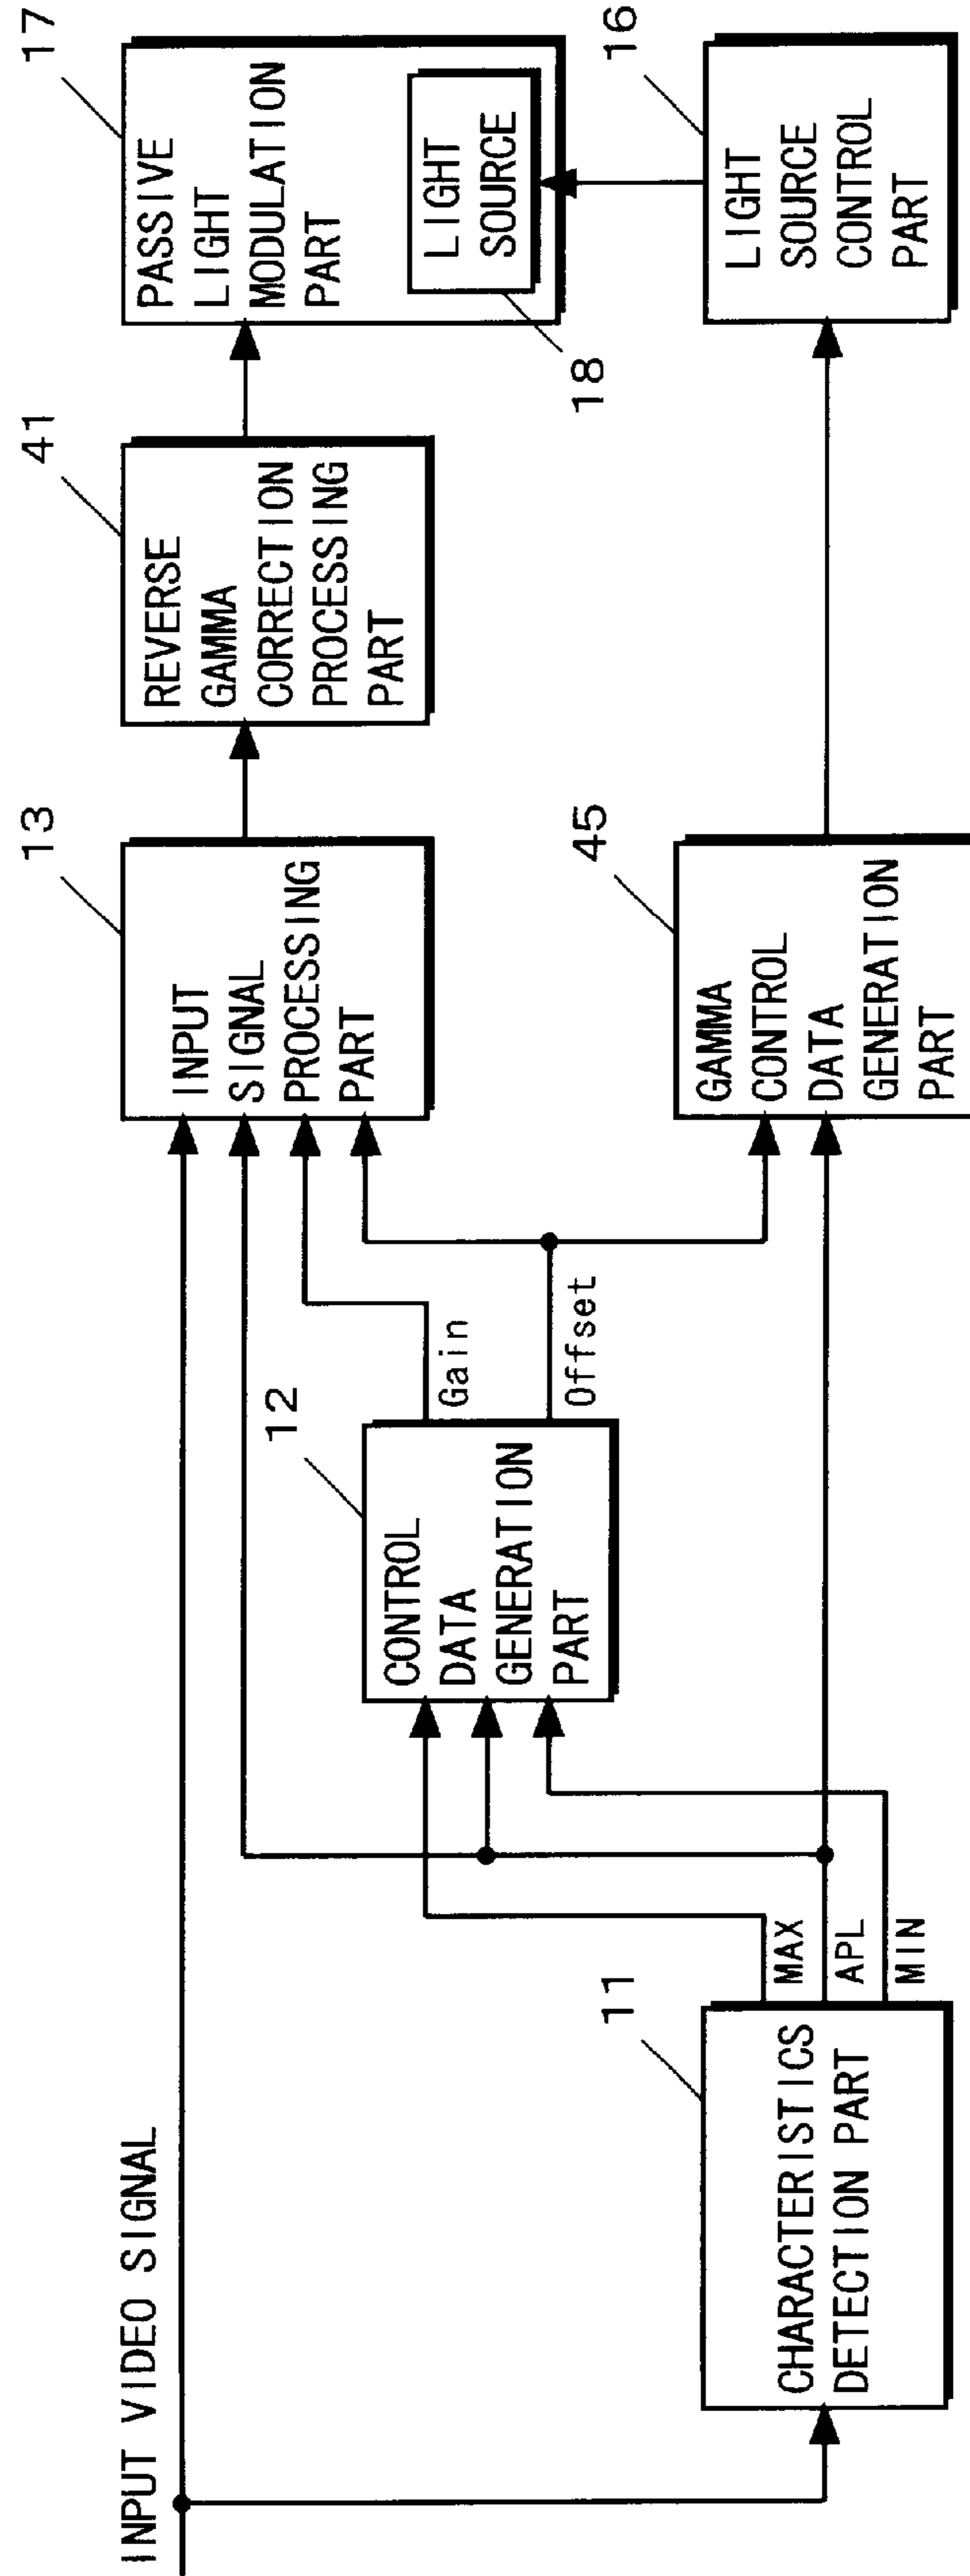 INPUT VIDEO SIGNAL
11
CHARACTERISTICS
DETECTION PART
MAX
APL
MIN
12
CONTROL
DATA
GENERATION
PART
Gain
Offset
13
INPUT
SIGNAL
PROCESSING
PART
45
GAMMA
CONTROL
DATA
GENERATION
PART
41
REVERSE
GAMMA
CORRECTION
PROCESSING
PART
17
PASSIVE
LIGHT
MODULATION
PART
LIGHT
SOURCE
18
16
LIGHT
SOURCE
CONTROL
PART